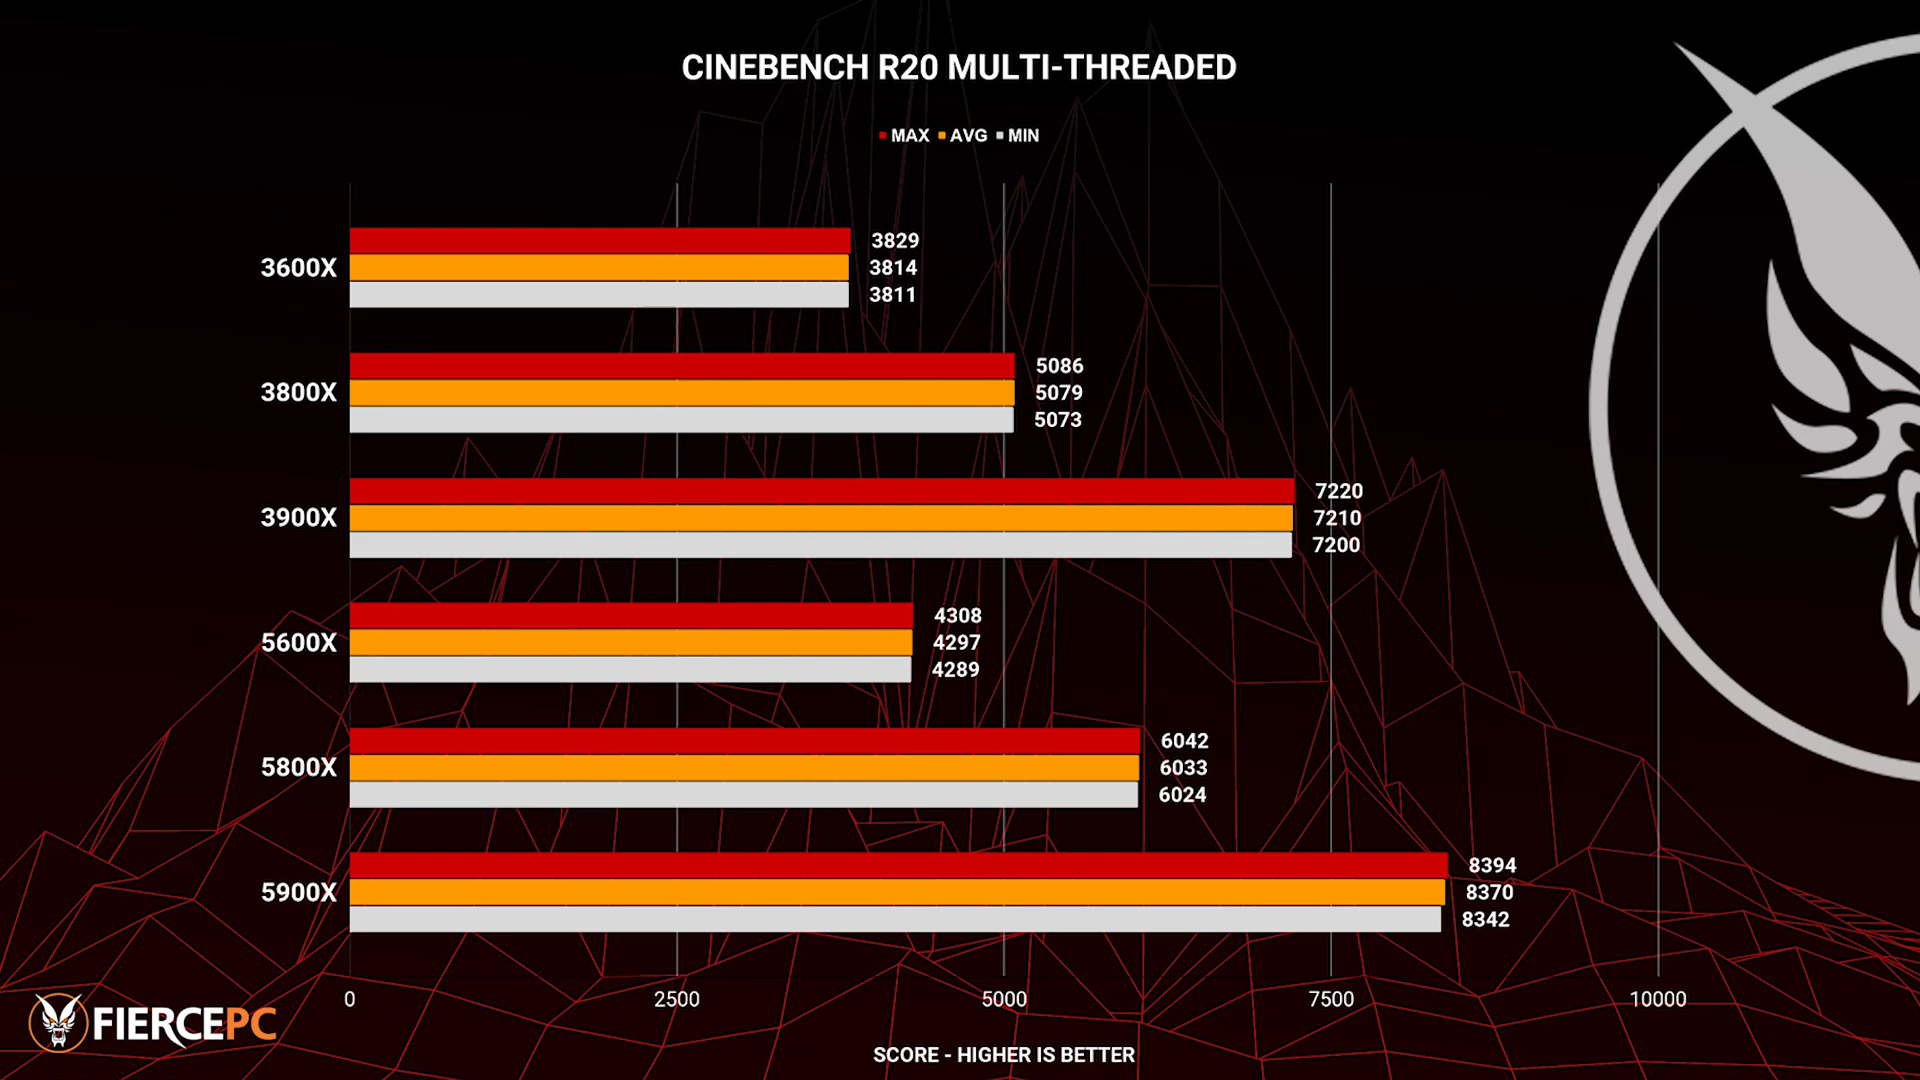 CINEBENCH R20 MULTI-THREADED
MAX AVG MIN
3600X
3829
3814
3811
3800X
5086
5079
5073
3900X
7220
7210
7200
5600X
4308
4297
4289
5800X
6042
6033
6024
5900X
8394
8370
8342
0 2500 5000 7500 10000
FIERCEPC
SCORE - HIGHER IS BETTER